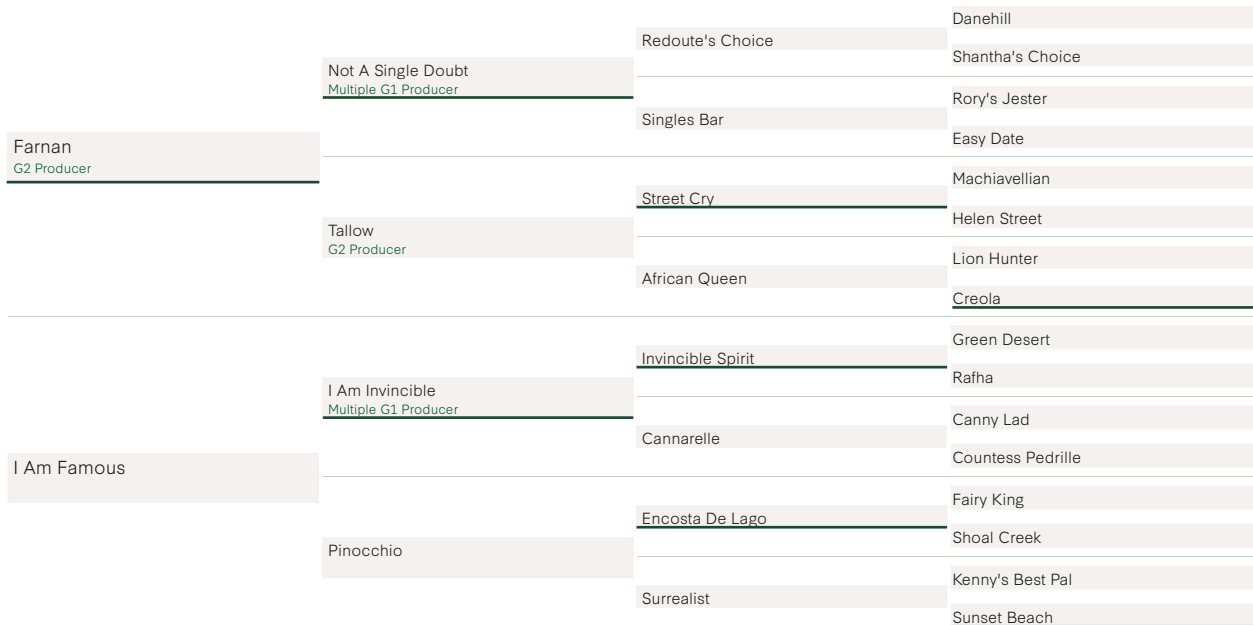 Farnan
G2 Producer
I Am Famous
Not A Single Doubt
Multiple G1 Producer
Tallow
G2 Producer
I Am Invincible
Multiple G1 Producer
Pinocchio
Redoute's Choice
Singles Bar
Street Cry
African Queen
Invincible Spirit
Cannarelle
Encosta De Lago
Surrealist
Danehill
Shantha's Choice
Rory's Jester
Easy Date
Machiavellian
Helen Street
Lion Hunter
Creola
Green Desert
Rafha
Canny Lad
Countess Pedrille
Fairy King
Shoal Creek
Kenny's Best Pal
Sunset Beach